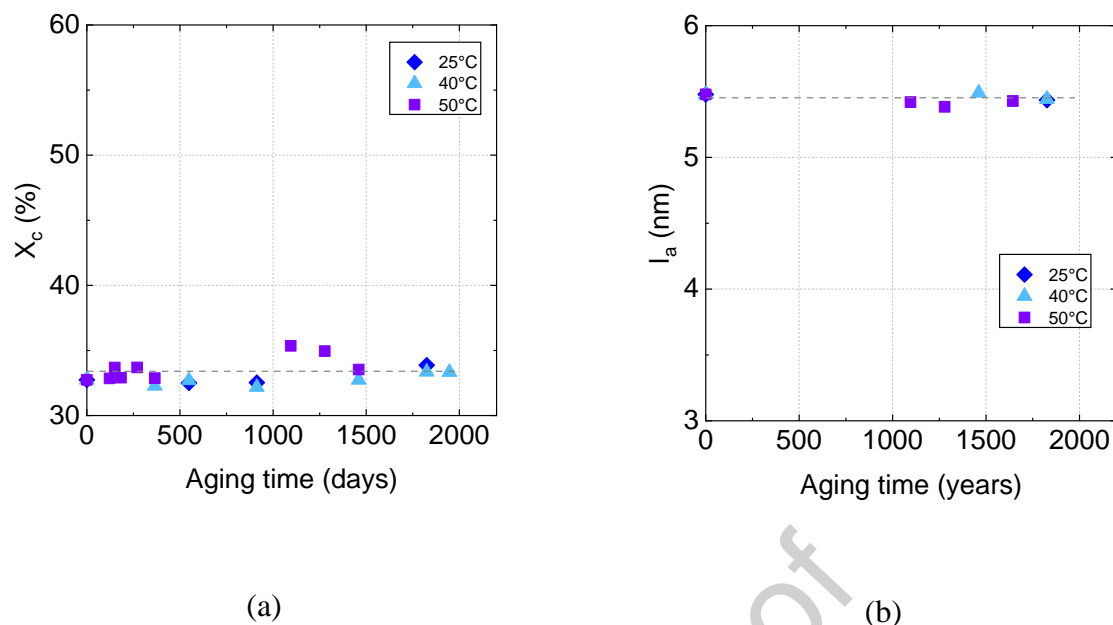 60
50
40
30
X_c (%)
0 500 1000 1500 2000
Aging time (days)
25°C
40°C
50°C
(a)
6
5
4
3
l_a (nm)
0 500 1000 1500 2000
Aging time (years)
25°C
40°C
50°C
(b)
of